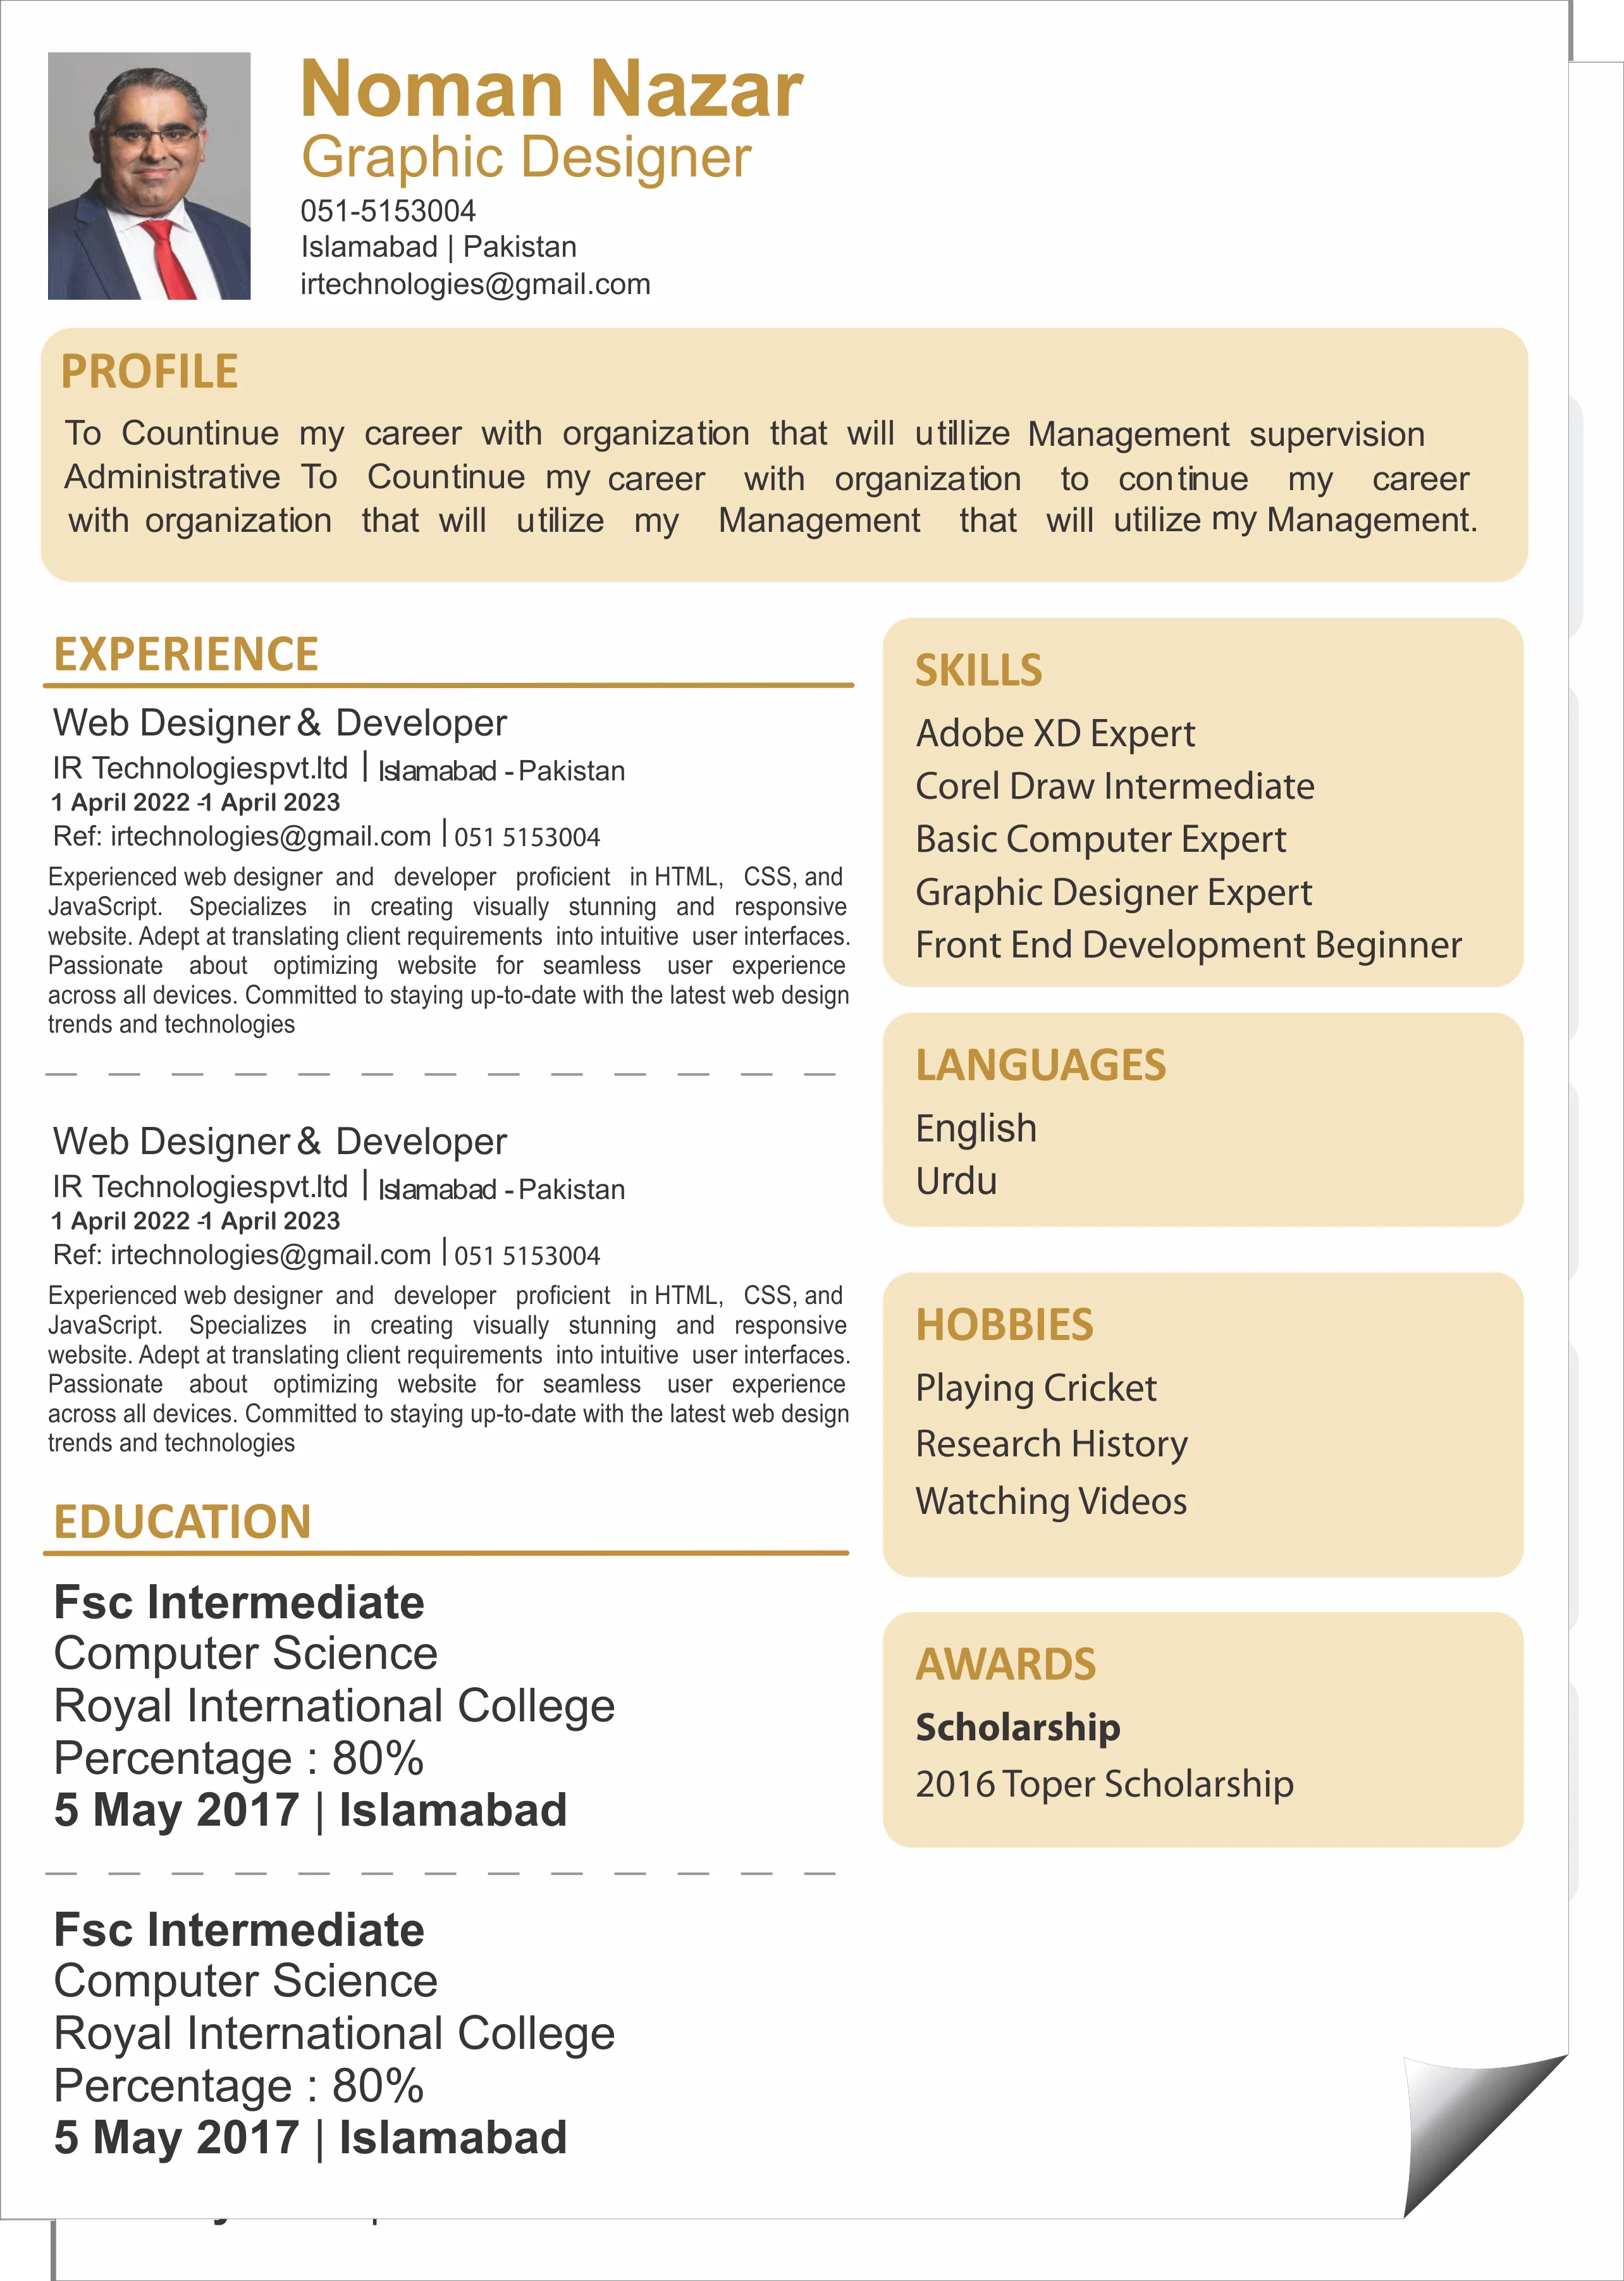 Noman Nazar
Graphic Designer
051-5153004
Islamabad | Pakistan
irtechnologies@gmail.com
PROFILE
To Countinue my career with organization that will utillize Management supervision
Administrative To Countinue my career with organization to continue my career
with organization that will utilize my Management that will utilize my Management.
EXPERIENCE
Web Designer & Developer
IR Technologiespvt.ltd | Islamabad - Pakistan
1 April 2022 -1 April 2023
Ref: irtechnologies@gmail.com | 051 5153004
Experienced web designer and developer proficient in HTML, CSS, and
JavaScript. Specializes in creating visually stunning and responsive
website. Adept at translating client requirements into intuitive user interfaces.
Passionate about optimizing website for seamless user experience
across all devices. Committed to staying up-to-date with the latest web design
trends and technologies
Web Designer & Developer
IR Technologiespvt.ltd | Islamabad - Pakistan
1 April 2022 -1 April 2023
Ref: irtechnologies@gmail.com | 051 5153004
Experienced web designer and developer proficient in HTML, CSS, and
JavaScript. Specializes in creating visually stunning and responsive
website. Adept at translating client requirements into intuitive user interfaces.
Passionate about optimizing website for seamless user experience
across all devices. Committed to staying up-to-date with the latest web design
trends and technologies
EDUCATION
Fsc Intermediate
Computer Science
Royal International College
Percentage : 80%
5 May 2017 | Islamabad
Fsc Intermediate
Computer Science
Royal International College
Percentage : 80%
5 May 2017 | Islamabad
SKILLS
Adobe XD Expert
Corel Draw Intermediate
Basic Computer Expert
Graphic Designer Expert
Front End Development Beginner
LANGUAGES
English
Urdu
HOBBIES
Playing Cricket
Research History
Watching Videos
AWARDS
Scholarship
2016 Toper Scholarship